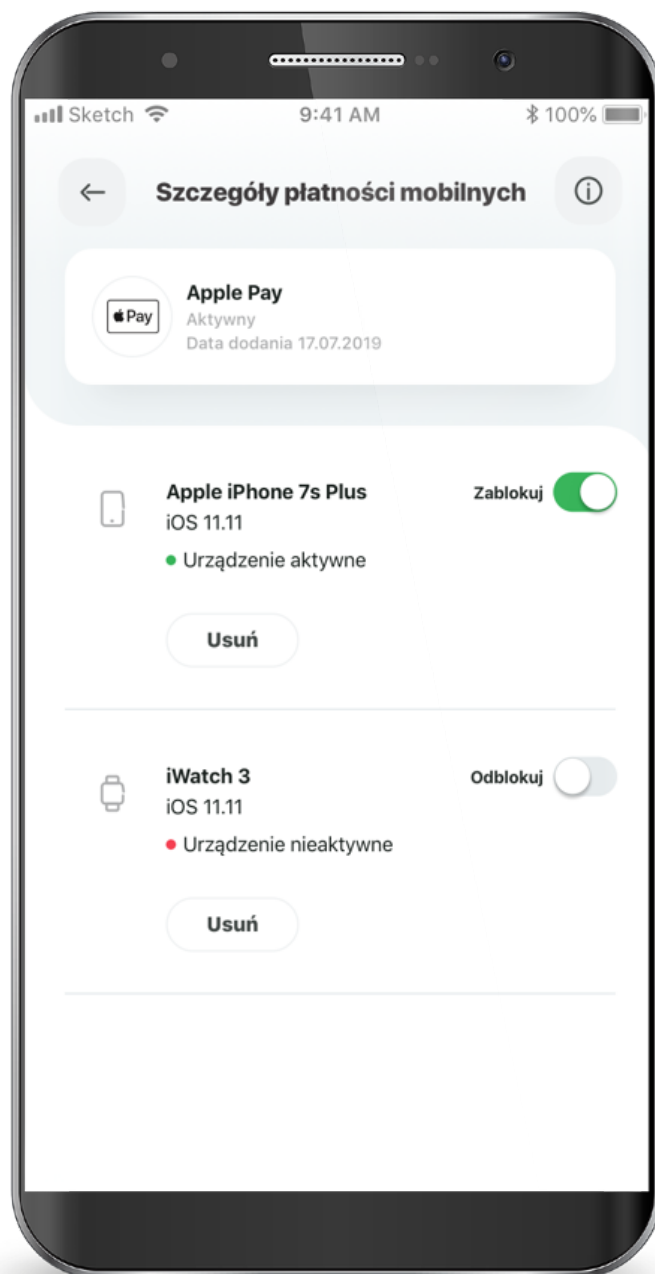 Sketch 9:41 AM 100%
Szczegóły płatności mobilnych
Pay
Apple Pay
Aktywny
Data dodania 17.07.2019
Apple iPhone 7s Plus
Zablokuj
iOS 11.11
Urządzenie aktywne
Usuń
iWatch 3
Odblokuj
iOS 11.11
Urządzenie nieaktywne
Usuń